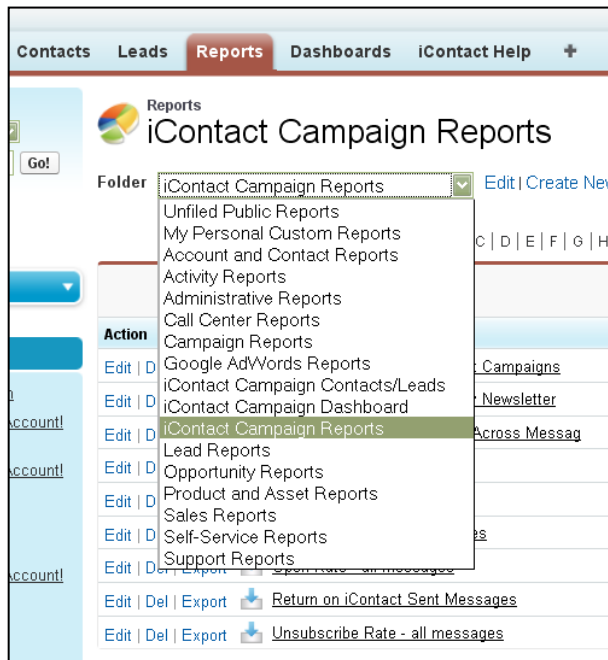 Contacts Leads Reports Dashboards iContact Help +
Reports
iContact Campaign Reports
Go!
Folder iContact Campaign Reports Edit | Create New
Unfiled Public Reports
My Personal Custom Reports
C | D | E | F | G | H
Account and Contact Reports
Activity Reports
Administrative Reports
Call Center Reports
Action Campaign Reports
Edit | D Google AdWords Reports Campaigns
iContact Campaign Contacts/Leads
Edit | D iContact Campaign Dashboard Newsletter
Account!
Edit | D iContact Campaign Reports Across Messag
Lead Reports
Account! Edit | D Opportunity Reports
Edit | D Product and Asset Reports
Sales Reports
Edit | D Self-Service Reports es
Support Reports
Account! Edit | Del | Export Open Rate - all messages
Edit | Del | Export Return on iContact Sent Messages
Edit | Del | Export Unsubscribe Rate - all messages